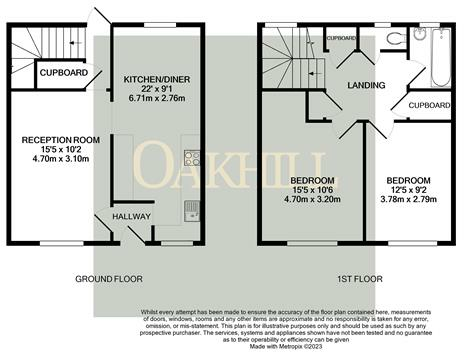 CUPBOARD
KITCHEN/DINER
22' x 9'1
6.71m x 2.76m
RECEPTION ROOM
15'5 x 10'2
4.70m x 3.10m
HALLWAY
GROUND FLOOR
CUPBOARD
LANDING
CUPBOARD
BEDROOM
15'5 x 10'6
4.70m x 3.20m
BEDROOM
12'5 x 9'2
3.78m x 2.79m
1ST FLOOR
OAKHILL
Whilst every attempt has been made to ensure the accuracy of the floor plan contained here, measurements
of doors, windows, rooms and any other items are approximate and no responsibility is taken for any error,
omission, or mis-statement. This plan is for illustrative purposes only and should be used as such by any
prospective purchaser. The services, systems and appliances shown have not been tested and no guarantee
as to their operability or efficiency can be given
Made with Metropix ©2023